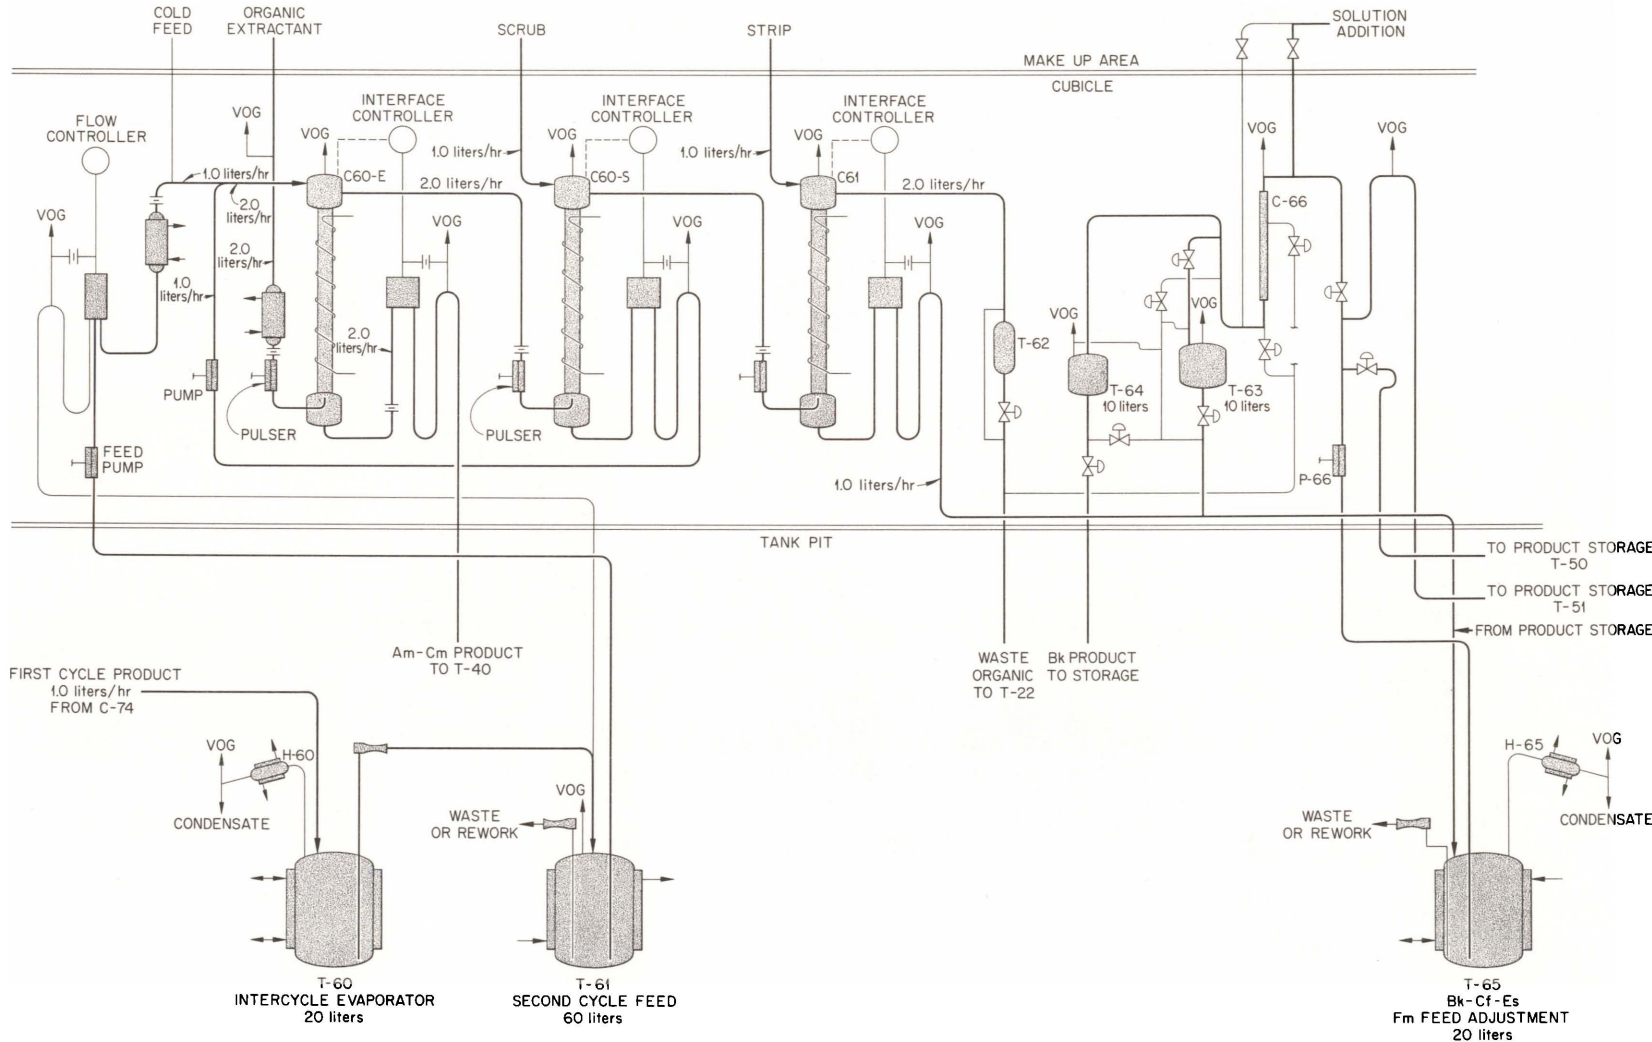 COLD
FEED
ORGANIC
EXTRACTANT
SCRUB
STRIP
SOLUTION
ADDITION
MAKE UP AREA
CUBICLE
FLOW
CONTROLLER
VOG
INTERFACE
CONTROLLER
VOG
1.0 liters/hr
INTERFACE
CONTROLLER
VOG
1.0 liters/hr
INTERFACE
CONTROLLER
VOG
VOG
VOG
1.0 liters/hr
2.0
liters/hr
C60-E
2.0 liters/hr
C60-S
C61
2.0 liters/hr
C-66
VOG
2.0
liters/hr
1.0
liters/hr
VOG
VOG
VOG
VOG
VOG
2.0
liters/hr
T-62
T-64
10 liters
T-63
10 liters
PUMP
PULSER
PULSER
FEED
PUMP
P-66
1.0 liters/hr
TANK PIT
TO PRODUCT STORAGE
T-50
TO PRODUCT STORAGE
T-51
FROM PRODUCT STORAGE
Am-Cm PRODUCT
TO T-40
WASTE
ORGANIC
TO T-22
Bk PRODUCT
TO STORAGE
FIRST CYCLE PRODUCT
1.0 liters/hr
FROM C-74
VOG
H-60
CONDENSATE
VOG
WASTE
OR REWORK
WASTE
OR REWORK
H-65
VOG
CONDENSATE
T-60
INTERCYCLE EVAPORATOR
20 liters
T-61
SECOND CYCLE FEED
60 liters
T-65
Bk-Cf-Es
Fm FEED ADJUSTMENT
20 liters